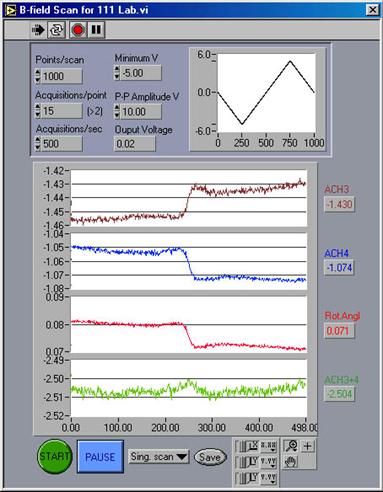 B-field Scan for 111 Lab.vi
Points/scan
1000
Minimum V
-5.00
Acquisitions/point
15 (>2)
P-P Amplitude V
10.00
Acquisitions/sec
500
Ouput Voltage
0.02
6.0
0.0
-6.0
0 250 500 750 1000
-1.42
-1.43
-1.44
-1.45
-1.46
ACH3
-1.430
-1.04
-1.05
-1.06
-1.07
-1.08
ACH4
-1.074
0.09
0.08
0.07
Rot.Angl
0.071
-2.49
-2.50
-2.51
-2.52
ACH3+4
-2.504
0.00 100.00 200.00 300.00 400.00 498.00
START
PAUSE
Sing. scan
Save
X
Y
Y